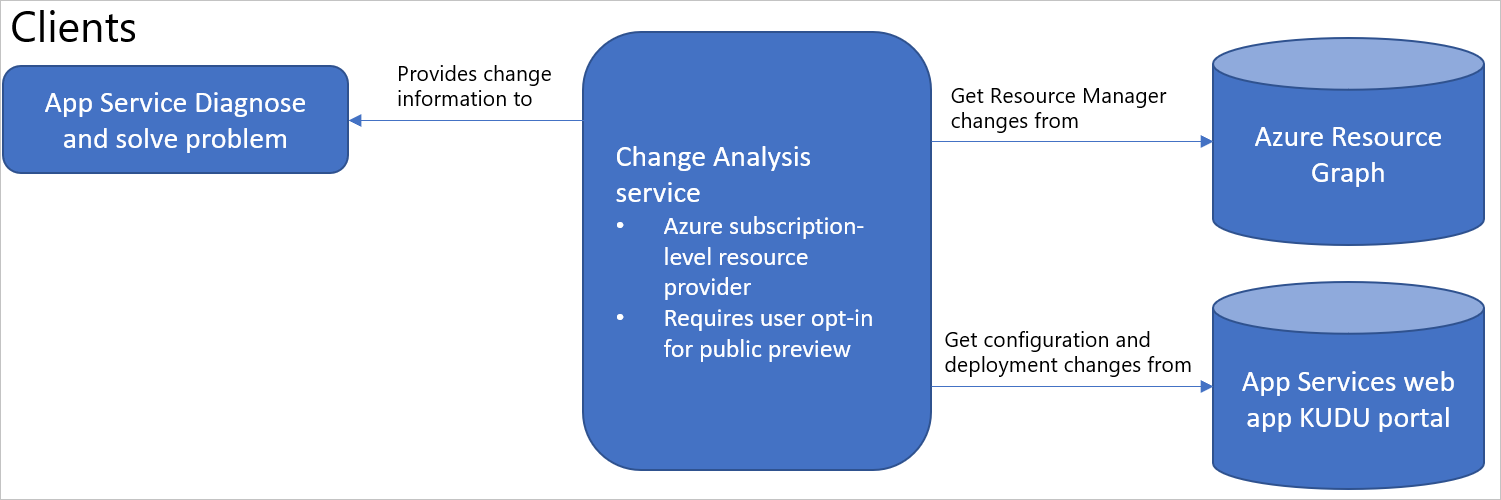 Clients
App Service Diagnose
and solve problem
Provides change
information to
Change Analysis
service
• Azure subscription-
level resource
provider
• Requires user opt-in
for public preview
Get Resource Manager
changes from
Azure Resource
Graph
Get configuration and
deployment changes from
App Services web
app KUDU portal